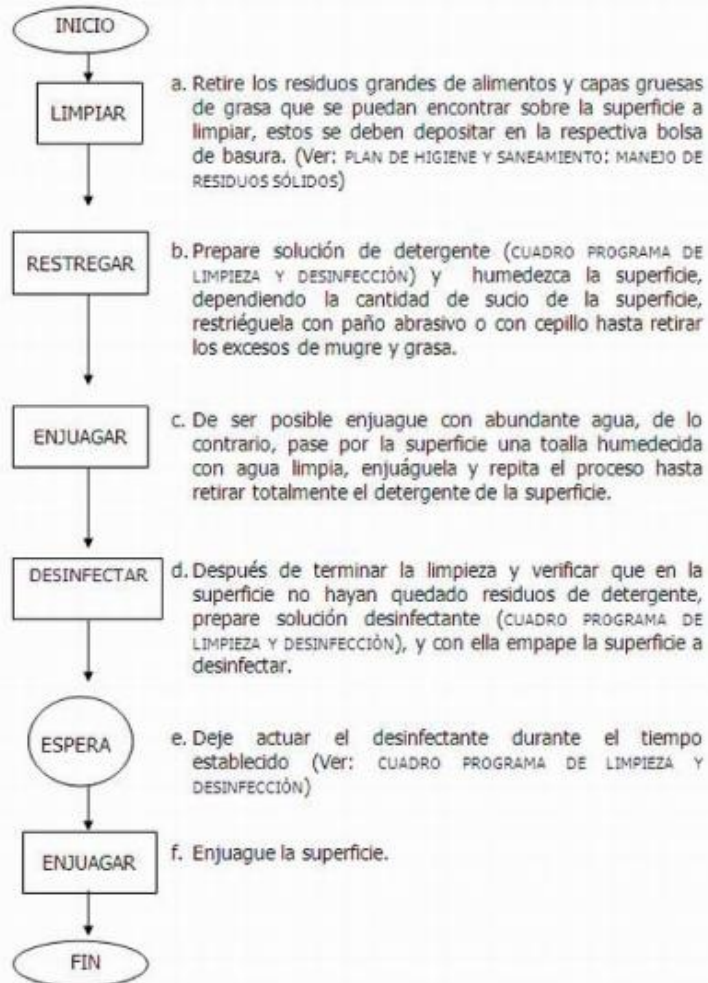 INICIO
LIMPIAR
a. Retire los residuos grandes de alimentos y capas gruesas
de grasa que se puedan encontrar sobre la superficie a
limpiar, estos se deben depositar en la respectiva bolsa
de basura. (Ver: PLAN DE HIGIENE Y SANEAMIENTO: MANEJO DE
RESIDUOS SÓLIDOS)
RESTREGAR
b. Prepare solución de detergente (CUADRO PROGRAMA DE
LIMPIEZA Y DESINFECCIÓN) y humedezca la superficie,
dependiendo la cantidad de sucio de la superficie,
restriéguela con paño abrasivo o con cepillo hasta retirar
los excesos de mugre y grasa.
ENJUAGAR
c. De ser posible enjuague con abundante agua, de lo
contrario, pase por la superficie una toalla humedecida
con agua limpia, enjuáguela y repita el proceso hasta
retirar totalmente el detergente de la superficie.
DESINFECTAR
d. Después de terminar la limpieza y verificar que en la
superficie no hayan quedado residuos de detergente,
prepare solución desinfectante (CUADRO PROGRAMA DE
LIMPIEZA Y DESINFECCIÓN), y con ella empape la superficie a
desinfectar.
ESPERA
e. Deje actuar el desinfectante durante el tiempo
establecido (Ver: CUADRO PROGRAMA DE LIMPIEZA Y
DESINFECCIÓN)
ENJUAGAR
f. Enjuague la superficie.
FIN